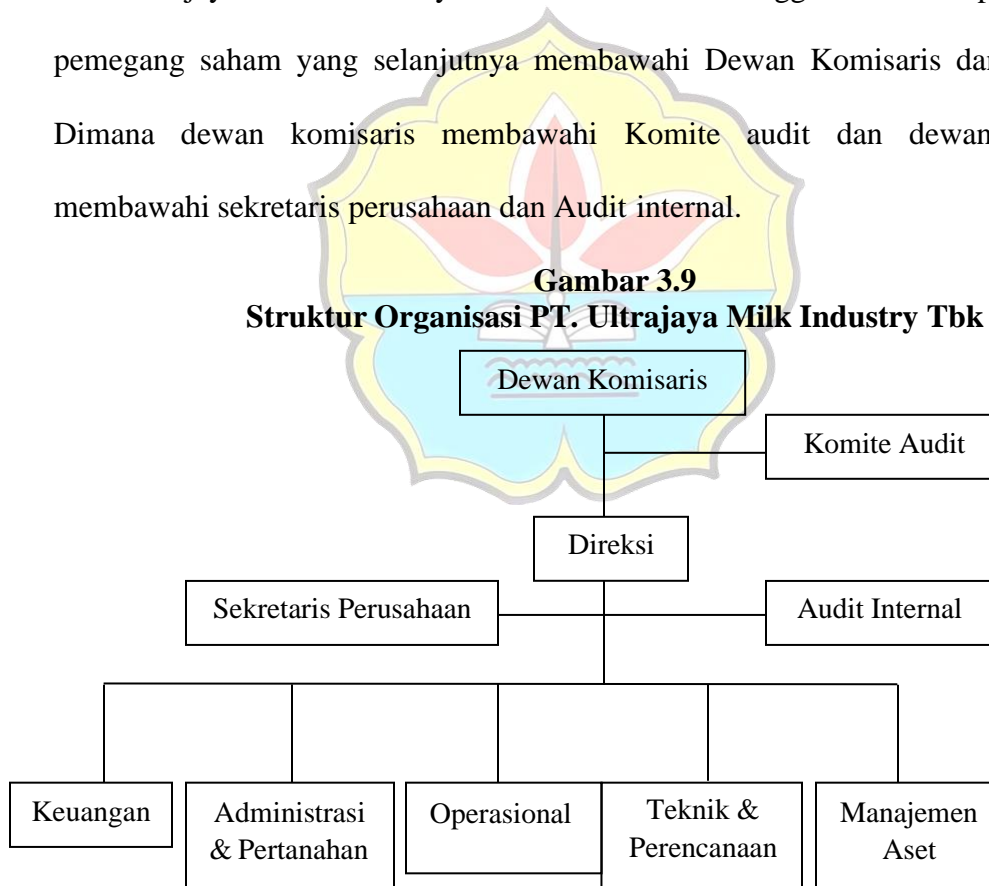 pemegang saham yang selanjutnya membawahi Dewan Komisaris
Dimana dewan komisaris membawahi Komite audit dan dewan
membawahi sekretaris perusahaan dan Audit internal.
Gambar 3.9
Struktur Organisasi PT. Ultrajaya Milk Industry Tbk
Dewan Komisaris
Komite Audit
Direksi
Sekretaris Perusahaan
Audit Internal
Keuangan
Administrasi
& Pertanahan
Operasional
Teknik &
Perencanaan
Manajemen
Aset